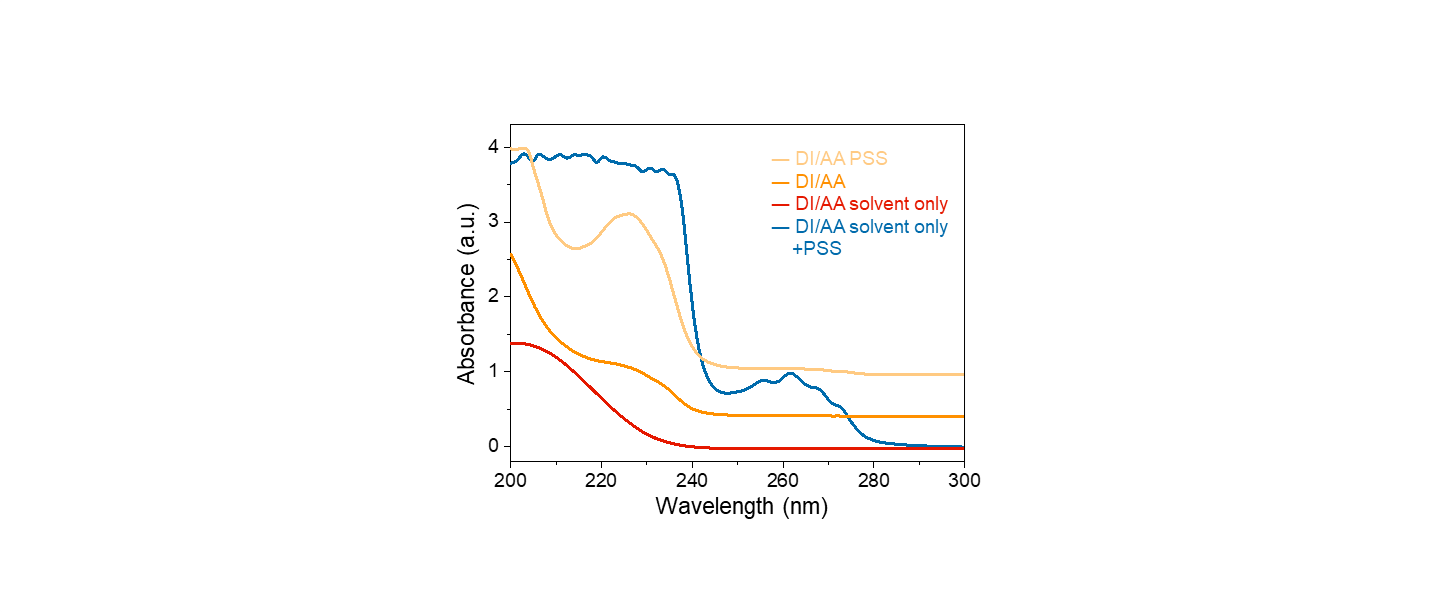 4
3
2
1
0
Absorbance (a.u.)
DI/AA PSS
DI/AA
DI/AA solvent only
DI/AA solvent only
+PSS
200 220 240 260 280 300
Wavelength (nm)